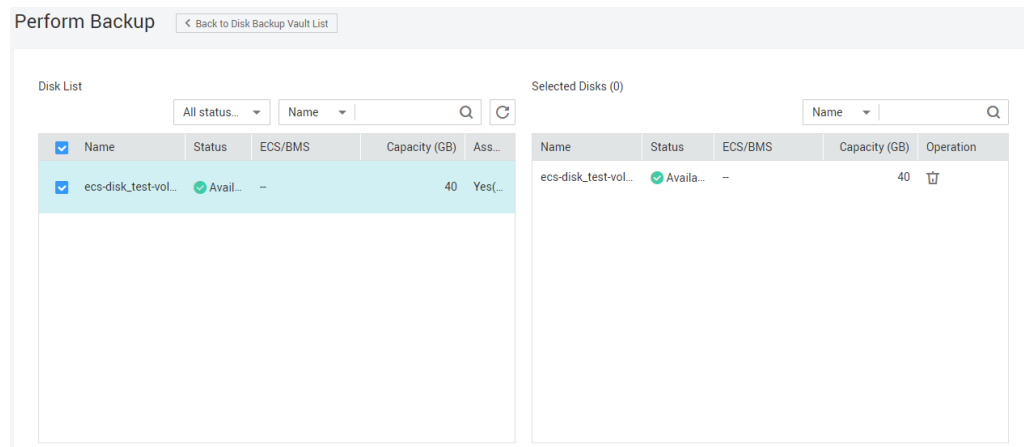 Perform Backup < Back to Disk Backup Vault List
Disk List
All status... Name
Name Status ECS/BMS Capacity (GB) Ass...
ecs-disk_test-vol... Avail... -- 40 Yes(...
Selected Disks (0)
Name
Name Status ECS/BMS Capacity (GB) Operation
ecs-disk_test-vol... Availa... -- 40